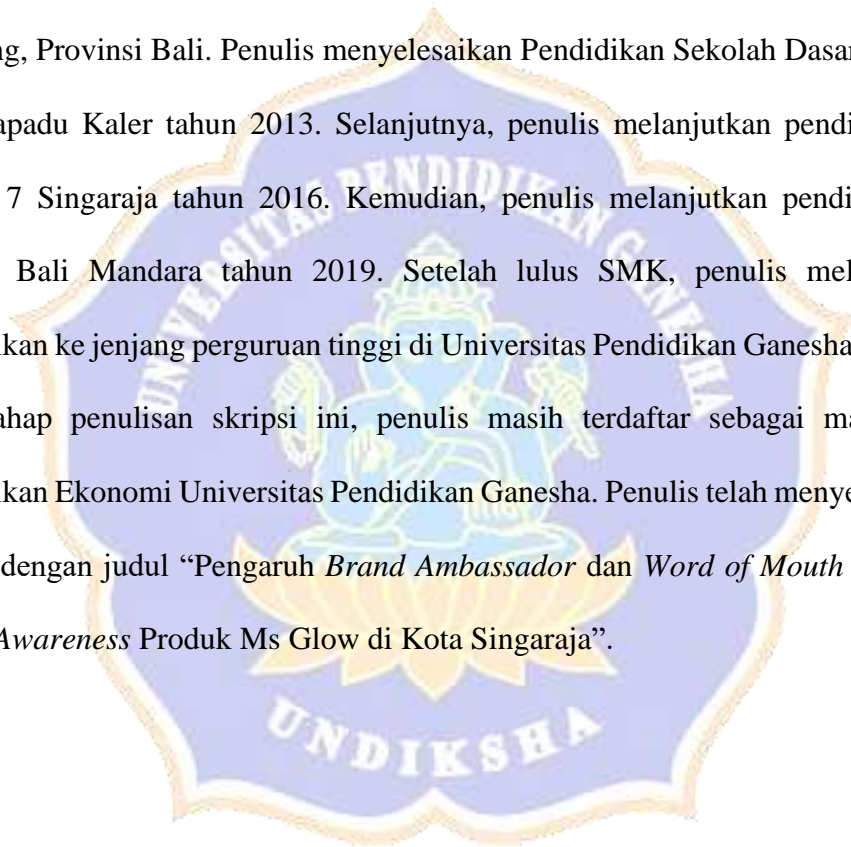 ng, Provinsi Bali. Penulis menyelesaikan Pendidikan Sekolah Dasar
apadu Kaler tahun 2013. Selanjutnya, penulis melanjutkan pendi
7 Singaraja tahun 2016. Kemudian, penulis melanjutkan pendi
Bali Mandara tahun 2019. Setelah lulus SMK, penulis mel
ikan ke jenjang perguruan tinggi di Universitas Pendidikan Ganesha
ahap penulisan skripsi ini, penulis masih terdaftar sebagai ma
ikan Ekonomi Universitas Pendidikan Ganesha. Penulis telah menye
dengan judul “Pengaruh Brand Ambassador dan Word of Mouth
Awareness Produk Ms Glow di Kota Singaraja”.
UNIVERSITAS PENDIDIKAN GANESHA
UNDIKSHA